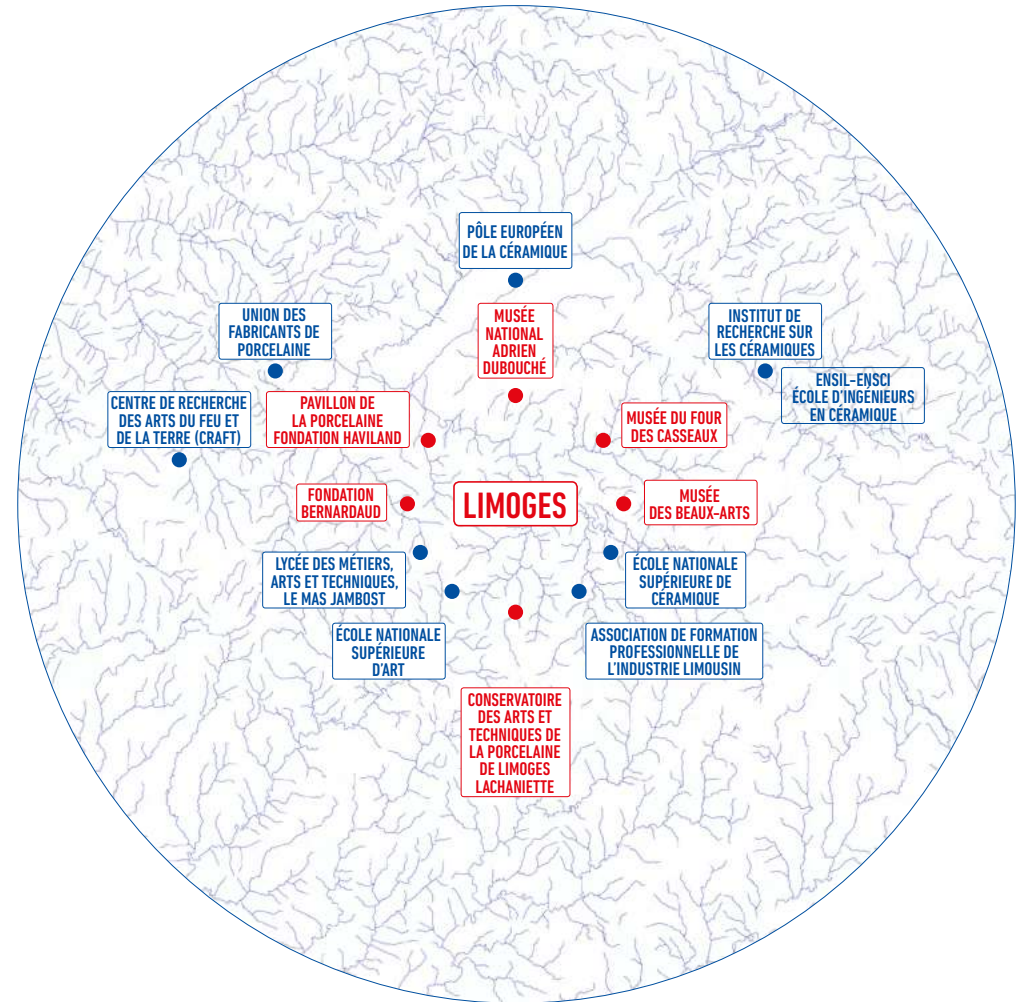 PÔLE EUROPÉEN
DE LA CÉRAMIQUE
UNION DES
FABRICANTS DE
PORCELAINE
MUSÉE
NATIONAL
ADRIEN
DUBOUCHÉ
INSTITUT DE
RECHERCHE SUR
LES CÉRAMIQUES
ENSIL-ENSCI
ÉCOLE D'INGÉNIEURS
EN CÉRAMIQUE
CENTRE DE RECHERCHE
DES ARTS DU FEU ET
DE LA TERRE (CRAFT)
PAVILLON DE
LA PORCELAINE
FONDATION HAVILAND
MUSÉE DU FOUR
DES CASSEAUX
FONDATION
BERNARDAUD
LIMOGES
MUSÉE
DES BEAUX-ARTS
LYCÉE DES MÉTIERS,
ARTS ET TECHNIQUES,
LE MAS JAMBOST
ÉCOLE NATIONALE
SUPÉRIEURE DE
CÉRAMIQUE
ÉCOLE NATIONALE
SUPÉRIEURE
D'ART
ASSOCIATION DE FORMATION
PROFESSIONNELLE DE
L'INDUSTRIE LIMOUSIN
CONSERVATOIRE
DES ARTS ET
TECHNIQUES DE
LA PORCELAINE
DE LIMOGES
LACHANIETTE